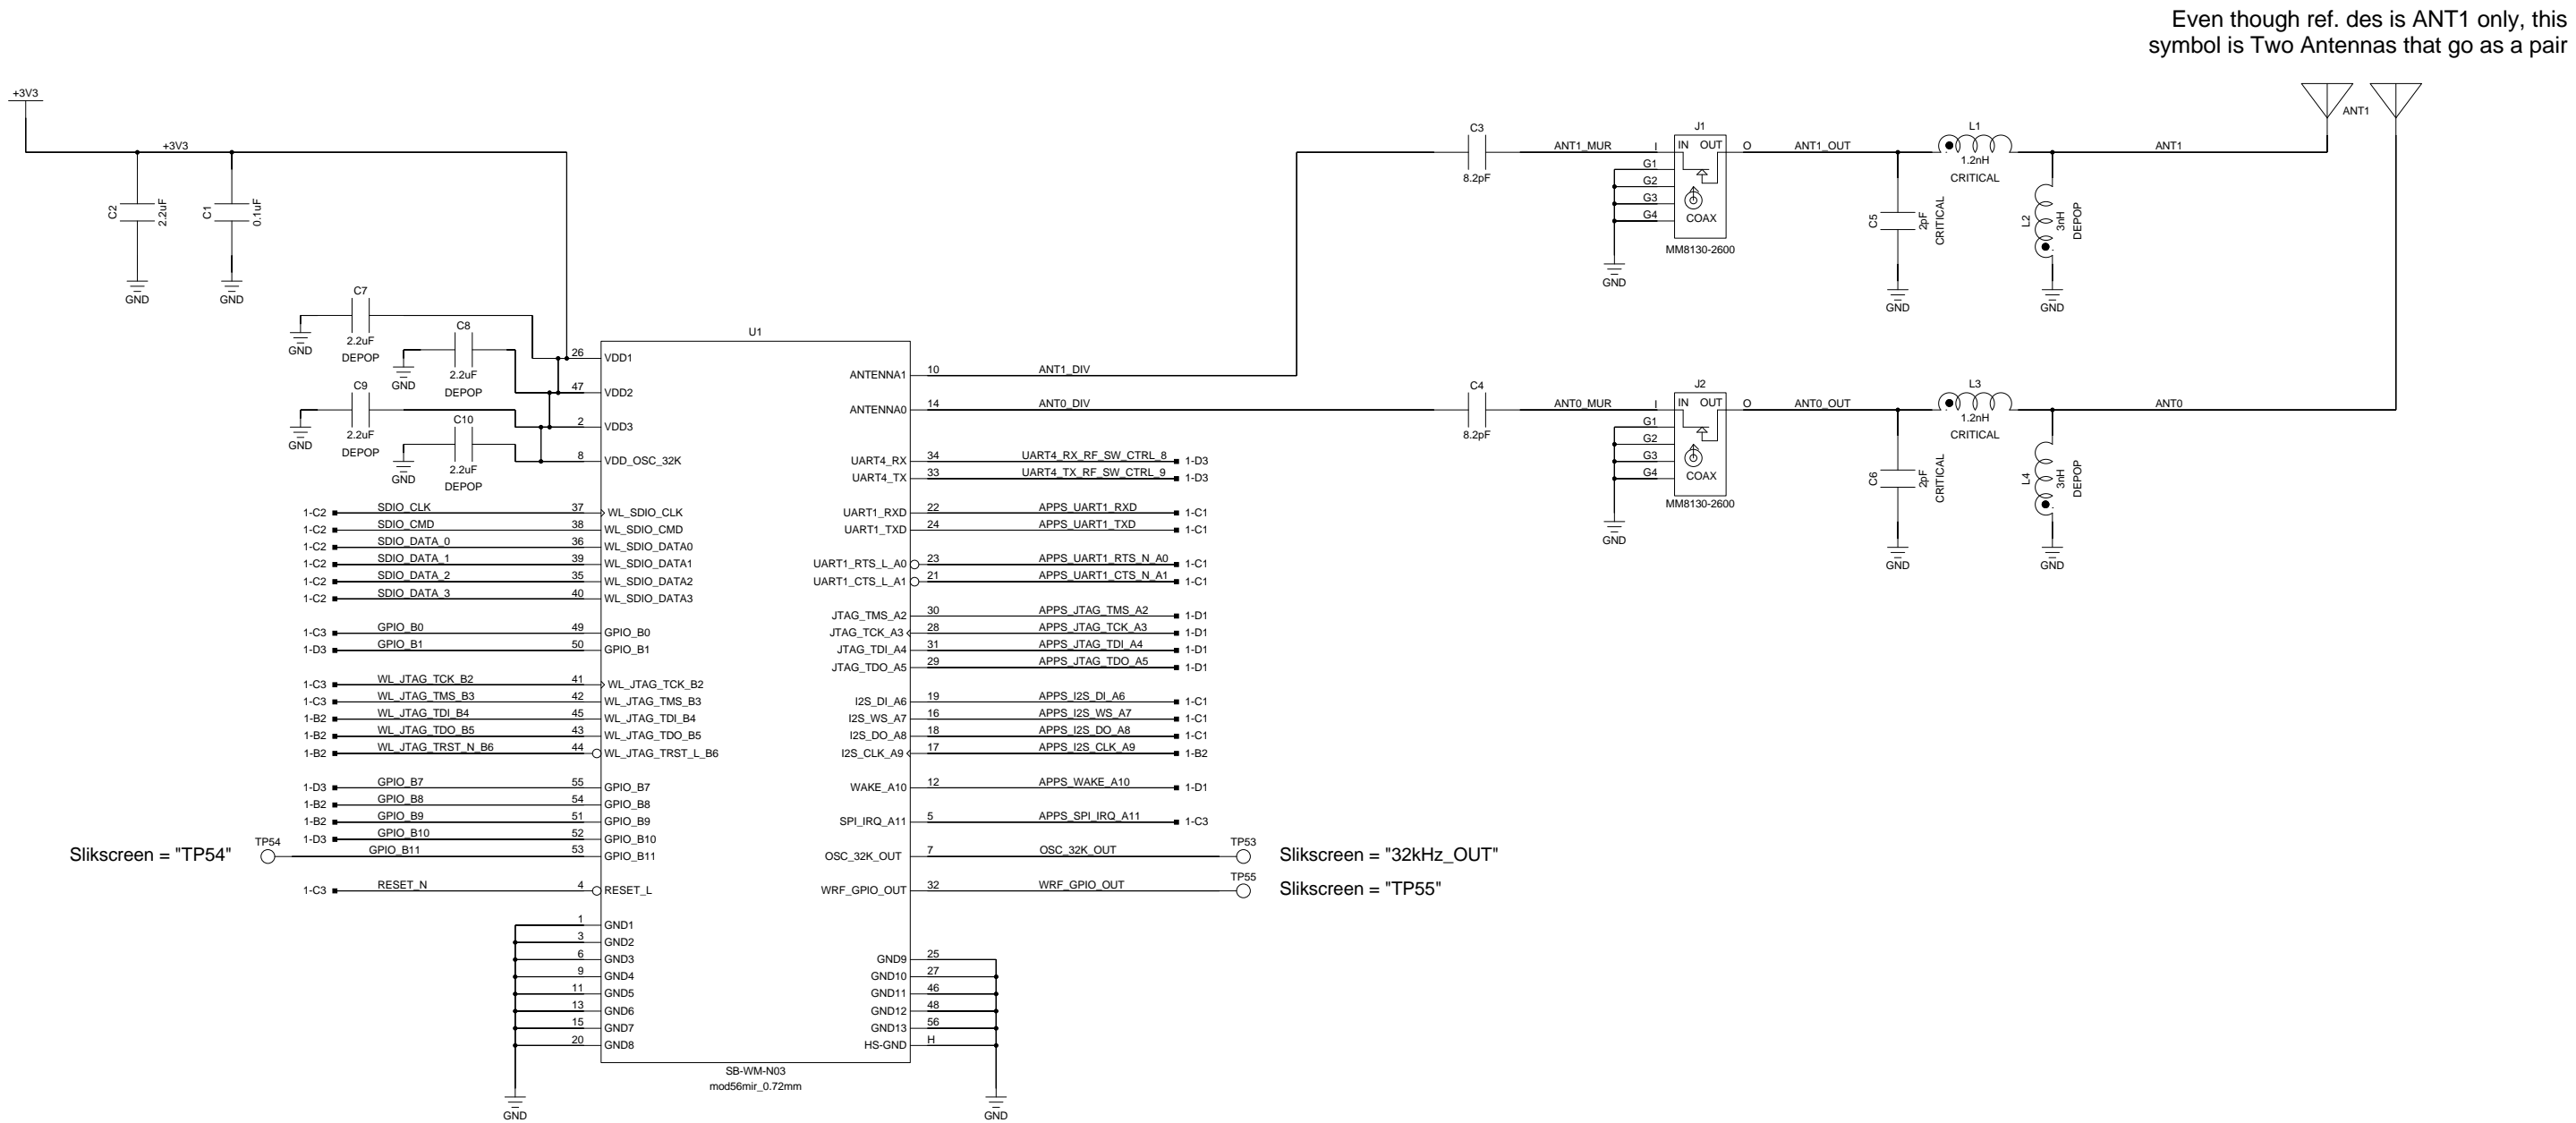 Even though ref. des is ANT1 only, this
symbol is Two Antennas that go as a pair
+3V3
+3V3
C2
2.2uF
GND
C1
0.1uF
GND
C7
2.2uF
DEPOP
GND
C8
2.2uF
DEPOP
GND
C9
2.2uF
DEPOP
GND
C10
2.2uF
DEPOP
GND
U1
26 VDD1
47 VDD2
2 VDD3
8 VDD_OSC_32K
1-C2 SDIO_CLK 37 WL_SDIO_CLK
1-C2 SDIO_CMD 38 WL_SDIO_CMD
1-C2 SDIO_DATA_0 36 WL_SDIO_DATA0
1-C2 SDIO_DATA_1 39 WL_SDIO_DATA1
1-C2 SDIO_DATA_2 35 WL_SDIO_DATA2
1-C2 SDIO_DATA_3 40 WL_SDIO_DATA3
1-C3 GPIO_B0 49 GPIO_B0
1-D3 GPIO_B1 50 GPIO_B1
1-C3 WL_JTAG_TCK_B2 41 WL_JTAG_TCK_B2
1-C3 WL_JTAG_TMS_B3 42 WL_JTAG_TMS_B3
1-B2 WL_JTAG_TDI_B4 45 WL_JTAG_TDI_B4
1-B2 WL_JTAG_TDO_B5 43 WL_JTAG_TDO_B5
1-B2 WL_JTAG_TRST_N_B6 44 WL_JTAG_TRST_L_B6
1-D3 GPIO_B7 55 GPIO_B7
1-B2 GPIO_B8 54 GPIO_B8
1-B2 GPIO_B9 51 GPIO_B9
1-D3 GPIO_B10 52 GPIO_B10
Slikscreen = "TP54" TP54 GPIO_B11 53 GPIO_B11
1-C3 RESET_N 4 RESET_L
1 GND1
3 GND2
6 GND3
9 GND4
11 GND5
13 GND6
15 GND7
20 GND8
GND
ANTENNA1 10 ANT1_DIV
ANTENNA0 14 ANT0_DIV
UART4_RX 34 UART4_RX_RF_SW_CTRL_8 1-D3
UART4_TX 33 UART4_TX_RF_SW_CTRL_9 1-D3
UART1_RXD 22 APPS_UART1_RXD 1-C1
UART1_TXD 24 APPS_UART1_TXD 1-C1
UART1_RTS_L_A0 23 APPS_UART1_RTS_N_A0 1-C1
UART1_CTS_L_A1 21 APPS_UART1_CTS_N_A1 1-C1
JTAG_TMS_A2 30 APPS_JTAG_TMS_A2 1-D1
JTAG_TCK_A3 28 APPS_JTAG_TCK_A3 1-D1
JTAG_TDI_A4 31 APPS_JTAG_TDI_A4 1-D1
JTAG_TDO_A5 29 APPS_JTAG_TDO_A5 1-D1
I2S_DI_A6 19 APPS_I2S_DI_A6 1-C1
I2S_WS_A7 16 APPS_I2S_WS_A7 1-C1
I2S_DO_A8 18 APPS_I2S_DO_A8 1-C1
I2S_CLK_A9 17 APPS_I2S_CLK_A9 1-B2
WAKE_A10 12 APPS_WAKE_A10 1-D1
SPI_IRQ_A11 5 APPS_SPI_IRQ_A11 1-C3
OSC_32K_OUT 7 OSC_32K_OUT TP53 Slikscreen = "32kHz_OUT"
WRF_GPIO_OUT 32 WRF_GPIO_OUT TP55 Slikscreen = "TP55"
GND9 25
GND10 27
GND11 46
GND12 48
GND13 56
HS-GND H
GND
SB-WM-N03
mod56mir_0.72mm
C3
8.2pF
ANT1_MUR
J1
I IN OUT O
G1
G2
G3
G4
COAX
MM8130-2600
GND
ANT1_OUT
C5
2pF
CRITICAL
GND
L1
1.2nH
CRITICAL
L2
3nH
DEPOP
GND
ANT1
ANT1
C4
8.2pF
ANT0_MUR
J2
I IN OUT O
G1
G2
G3
G4
COAX
MM8130-2600
GND
ANT0_OUT
C6
2pF
CRITICAL
GND
L3
1.2nH
CRITICAL
L4
3nH
DEPOP
GND
ANT0